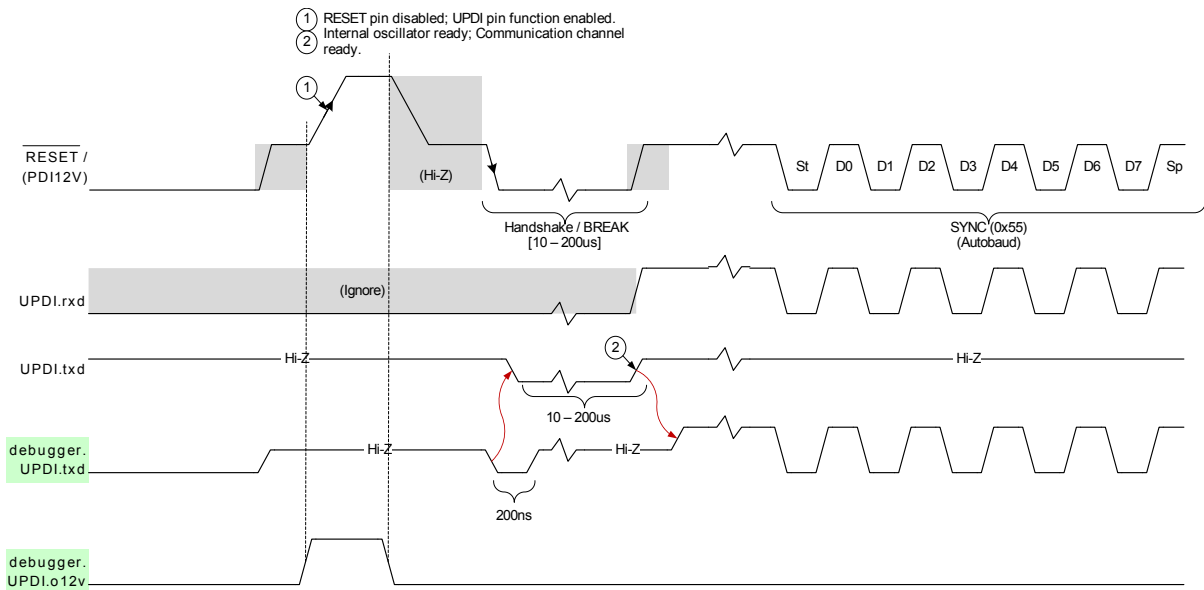 1 RESET pin disabled; UPDI pin function enabled.
2 Internal oscillator ready; Communication channel
ready.
1
RESET /
(PDI12V)
(Hi-Z)
St D0 D1 D2 D3 D4 D5 D6 D7 Sp
Handshake / BREAK
[10 – 200us]
SYNC (0x55)
(Autobaud)
UPDI.rxd
(Ignore)
2
UPDI.txd
Hi-Z
Hi-Z
10 – 200us
debugger.
UPDI.txd
Hi-Z
Hi-Z
200ns
debugger.
UPDI.o12v